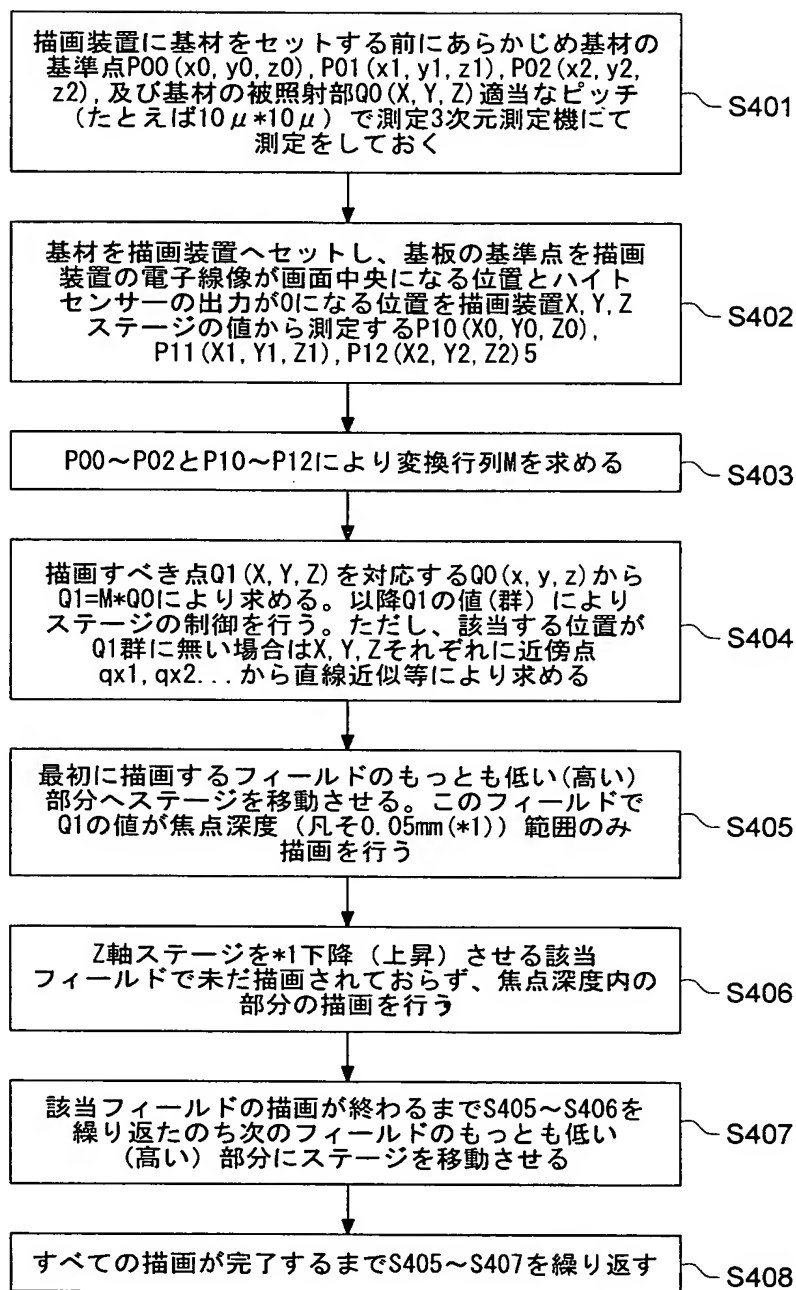 描画装置に基材をセットする前にあらかじめ基材の
基準点P00(x0, y0, z0), P01(x1, y1, z1), P02(x2, y2,
z2), 及び基材の被照射部Q0(X, Y, Z)適当なピッチ
(たとえば10μ*10μ)で測定3次元測定機にて
測定をしておく
S401
基材を描画装置へセットし、基板の基準点を描画
装置の電子線像が画面中央になる位置とハイト
センサーの出力が0になる位置を描画装置X, Y, Z
ステージの値から測定するP10(X0, Y0, Z0),
P11(X1, Y1, Z1), P12(X2, Y2, Z2)5
S402
P00~P02とP10~P12により変換行列Mを求める
S403
描画すべき点Q1(X, Y, Z)を対応するQ0(x, y, z)から
Q1=M*Q0により求める。以降Q1の値(群)により
ステージの制御を行う。ただし、該当する位置が
Q1群に無い場合はX, Y, Zそれぞれに近傍点
qx1, qx2...から直線近似等により求める
S404
最初に描画するフィールドのもっとも低い(高い)
部分へステージを移動させる。このフィールドで
Q1の値が焦点深度(凡そ0.05mm(*1))範囲のみ
描画を行う
S405
Z軸ステージを*1下降(上昇)させる該当
フィールドで未だ描画されておらず、焦点深度内の
部分の描画を行う
S406
該当フィールドの描画が終わるまでS405~S406を
繰り返たのち次のフィールドのもっとも低い
(高い)部分にステージを移動させる
S407
すべての描画が完了するまでS405~S407を繰り返す
S408